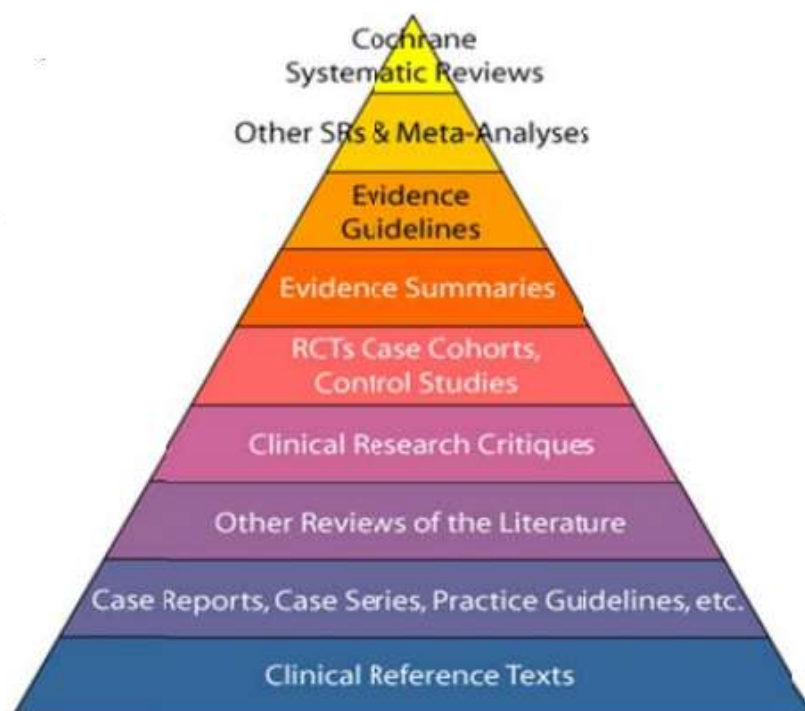 Cochrane
Systematic Reviews
Other SRs & Meta-Analyses
Evidence
Guidelines
Evidence Summaries
RCTs Case Cohorts,
Control Studies
Clinical Research Critiques
Other Reviews of the Literature
Case Reports, Case Series, Practice Guidelines, etc.
Clinical Reference Texts